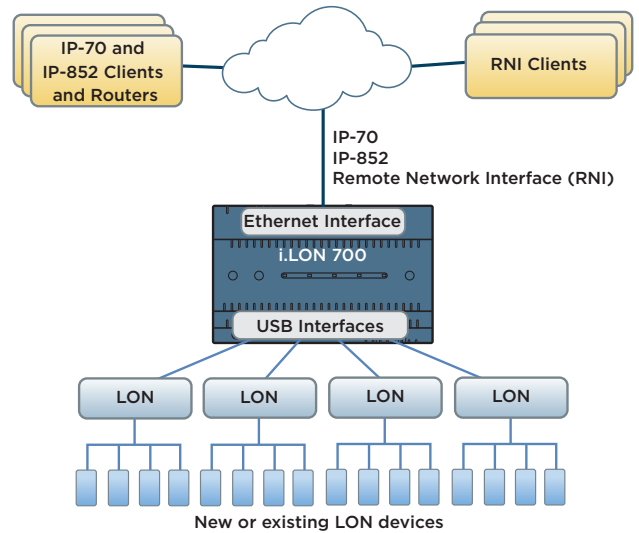 IP-70 and
IP-852 Clients
and Routers
RNI Clients
IP-70
IP-852
Remote Network Interface (RNI)
Ethernet Interface
i.LON 700
USB Interfaces
LON
LON
LON
LON
New or existing LON devices